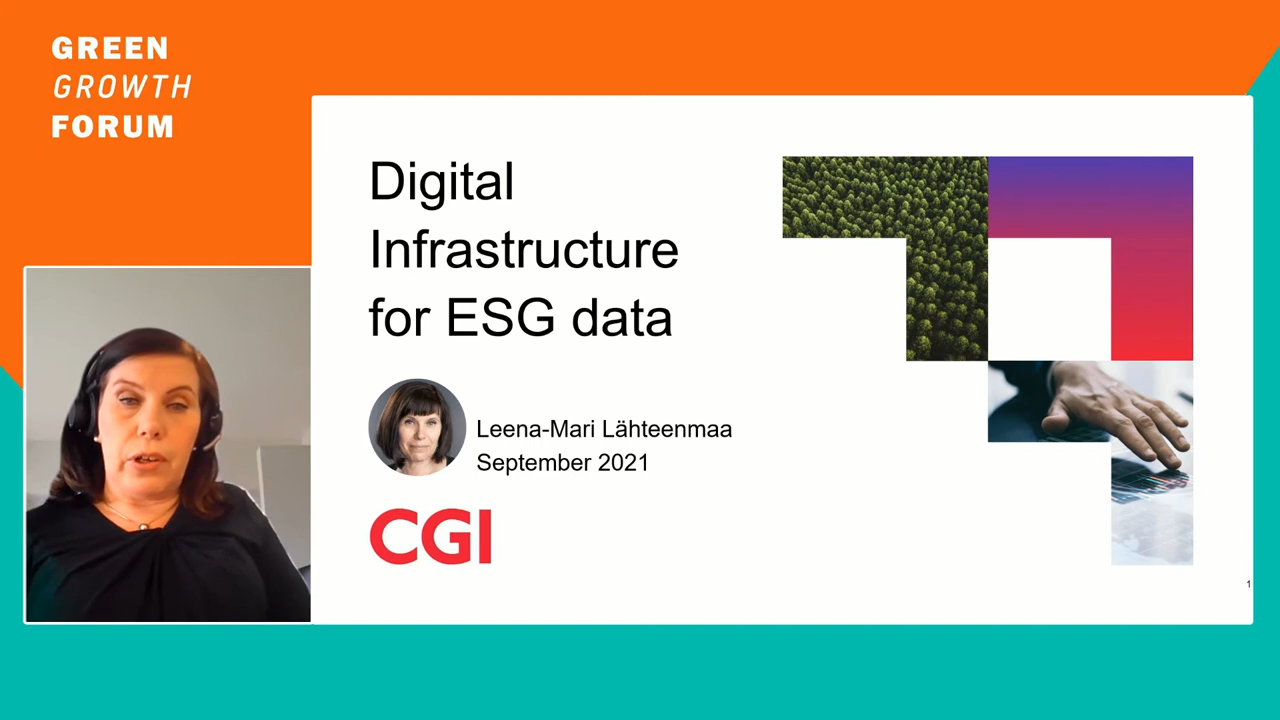 GREEN
GROWTH
FORUM
Digital
Infrastructure
for ESG data
Leena-Mari Lähteenmaa
September 2021
CGI
1